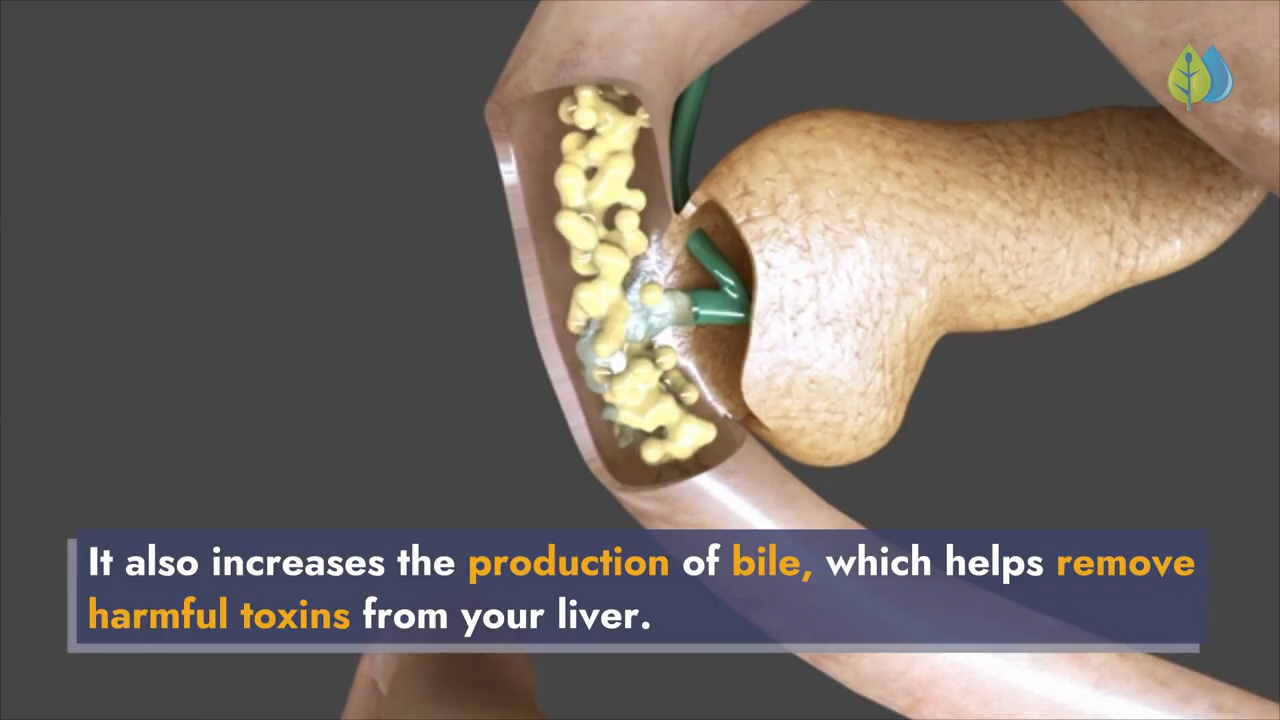 It also increases the production of bile, which helps remove
harmful toxins from your liver.